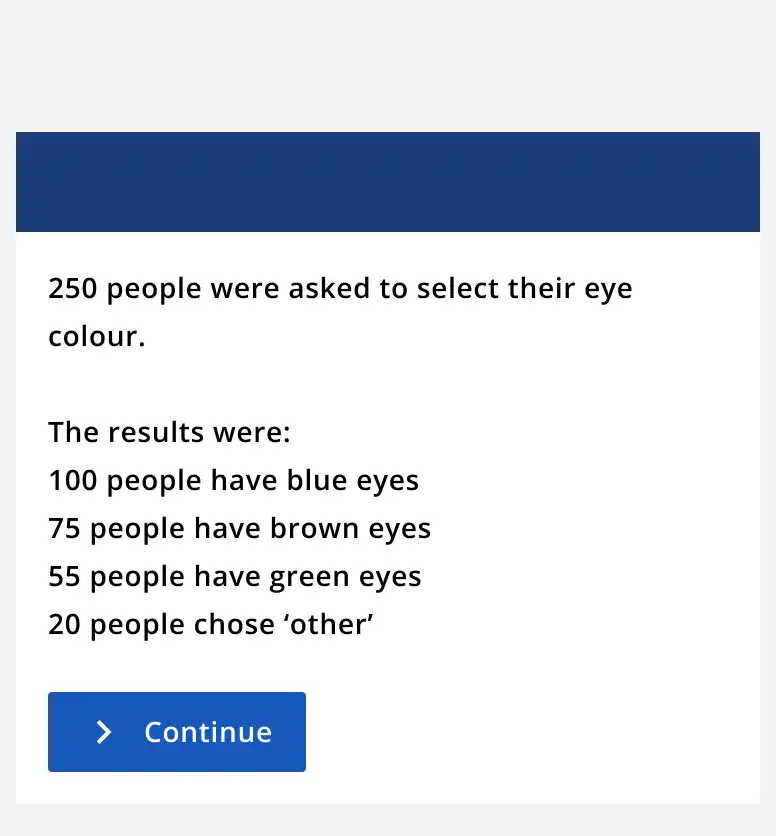 250 people were asked to select their eye
colour.
The results were:
100 people have blue eyes
75 people have brown eyes
55 people have green eyes
20 people chose ‘other’
Continue